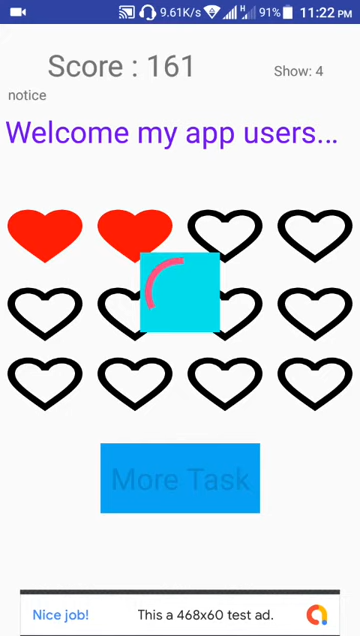 9.61K/s H 91% 11:22 PM
Score : 161
Show: 4
notice
Welcome my app users...
More Task
Nice job!
This a 468x60 test ad.